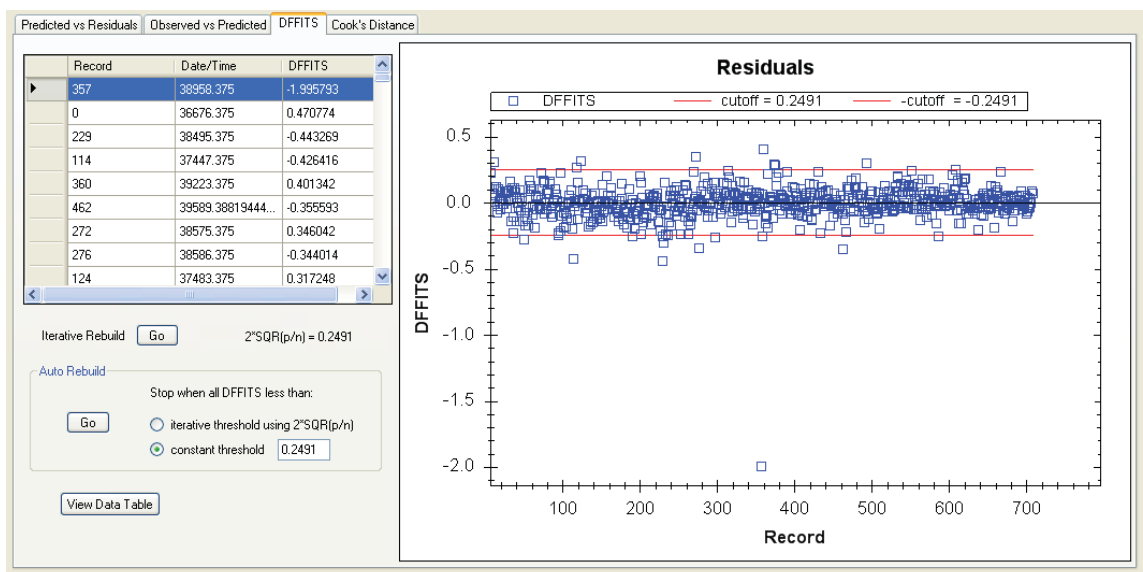 Predicted vs Residuals Observed vs Predicted DFFITS Cook's Distance
Record Date/Time DFFITS
357 38958.375 -1.995793
0 36676.375 0.470774
229 38495.375 -0.443269
114 37447.375 -0.426416
360 39223.375 0.401342
462 39589.38819444... -0.355593
272 38575.375 0.346042
276 38586.375 -0.344014
124 37483.375 0.317248
Iterative Rebuild Go 2*SQR(p/n) = 0.2491
Auto Rebuild
Stop when all DFFITS less than:
Go
iterative threshold using 2*SQR(p/n)
constant threshold 0.2491
View Data Table
Residuals
DFFITS cutoff = 0.2491 -cutoff = -0.2491
DFFITS
0.5
0.0
-0.5
-1.0
-1.5
-2.0
100 200 300 400 500 600 700
Record